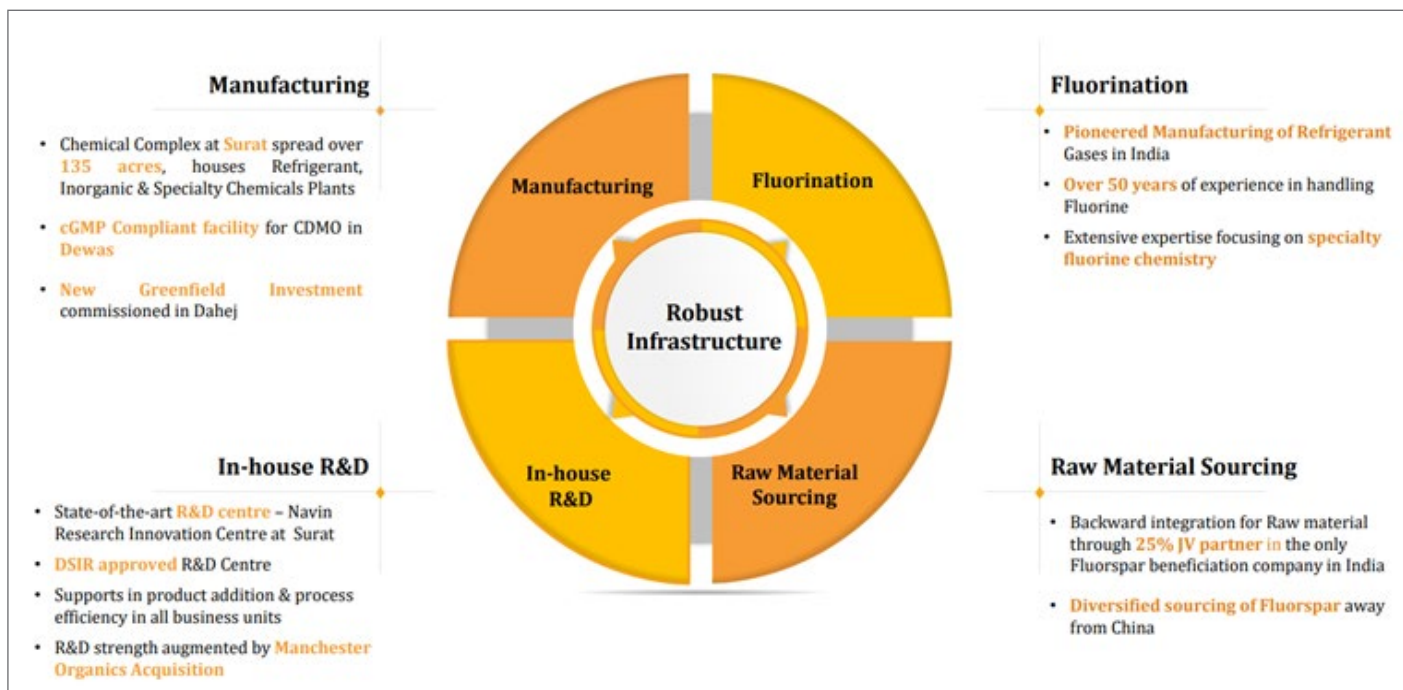 Manufacturing
• Chemical Complex at Surat spread over
135 acres, houses Refrigerant,
Inorganic & Specialty Chemicals Plants
• cGMP Compliant facility for CDMO in
Dewas
• New Greenfield Investment
commissioned in Dahej
Manufacturing
Fluorination
Robust
Infrastructure
In-house
R&D
Raw Material
Sourcing
Fluorination
• Pioneered Manufacturing of Refrigerant
Gases in India
• Over 50 years of experience in handling
Fluorine
• Extensive expertise focusing on specialty
fluorine chemistry
In-house R&D
• State-of-the-art R&D centre – Navin
Research Innovation Centre at Surat
• DSIR approved R&D Centre
• Supports in product addition & process
efficiency in all business units
• R&D strength augmented by Manchester
Organics Acquisition
Raw Material Sourcing
• Backward integration for Raw material
through 25% JV partner in the only
Fluorspar beneficiation company in India
• Diversified sourcing of Fluorspar away
from China